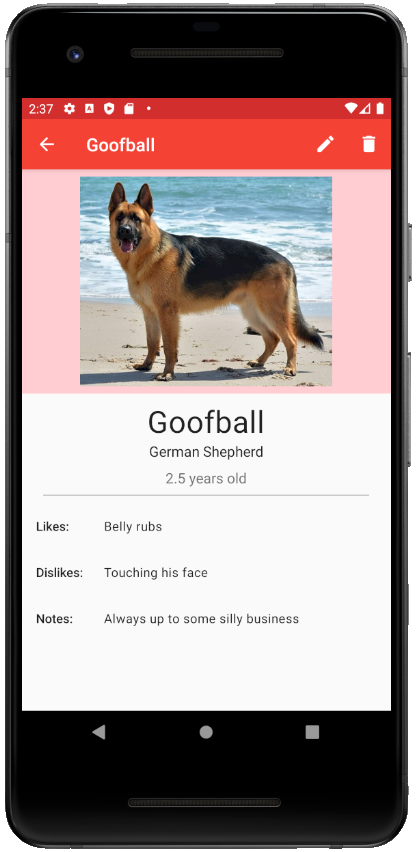 2:37
Goofball
Goofball
German Shepherd
2.5 years old
Likes: Belly rubs
Dislikes: Touching his face
Notes: Always up to some silly business